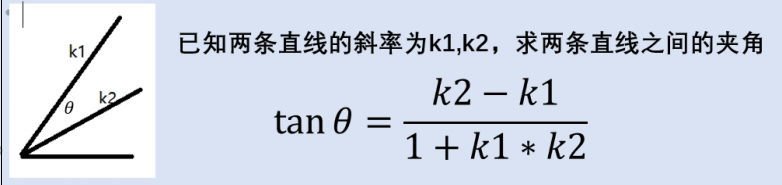 k1
k2
θ
已知两条直线的斜率为k1,k2，求两条直线之间的夹角
tan θ = (k2 − k1) / (1 + k1 ∗ k2)